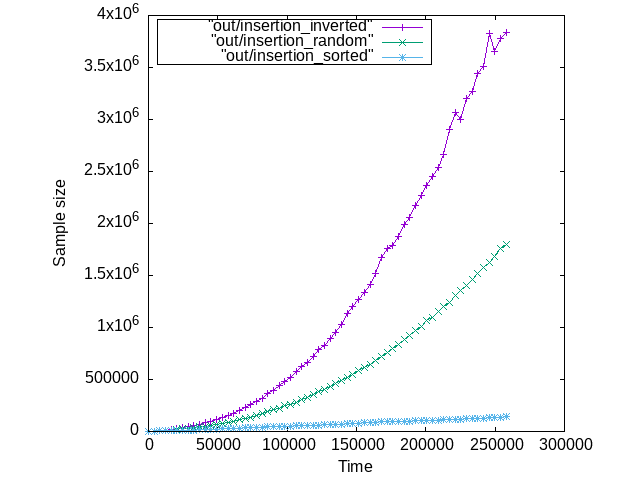 4x10^6
3.5x10^6
3x10^6
2.5x10^6
2x10^6
1.5x10^6
1x10^6
500000
0
Sample size
"out/insertion_inverted"
"out/insertion_random"
"out/insertion_sorted"
0 50000 100000 150000 200000 250000 300000
Time